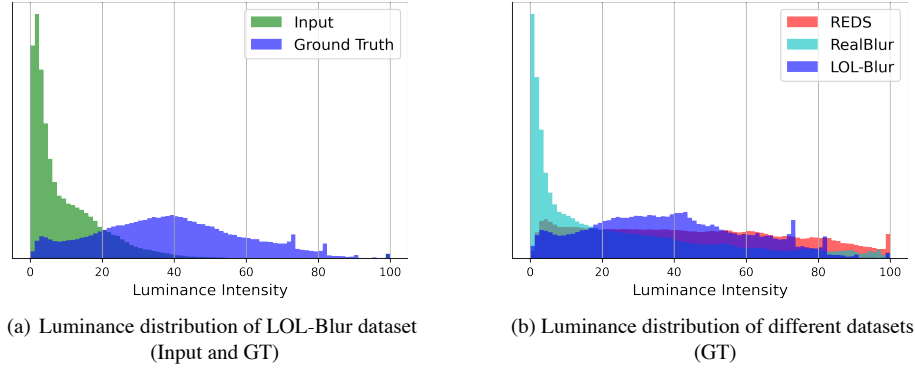 Input
Ground Truth
0 20 40 60 80 100
Luminance Intensity
(a) Luminance distribution of LOL-Blur dataset
(Input and GT)
REDS
RealBlur
LOL-Blur
0 20 40 60 80 100
Luminance Intensity
(b) Luminance distribution of different datasets
(GT)